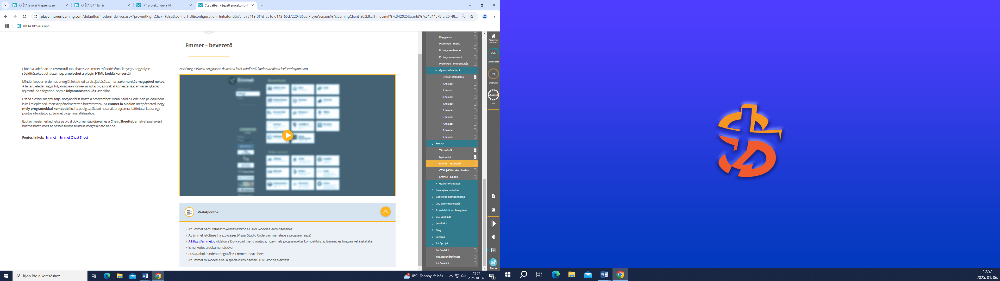 KRÉTA Iskolai Alaprendszer
KRÉTA DKT Tanár
IKT projektmunka I-II.
Csapatban végzett projektmun
player.nexiuslearning.com/defaultui/modern-deliver.aspx?preventRightClick=False&cc=hu-HU&configuration=InitiatorId%7cff375419-3f1d-8c1c-d142-65d7220486a0!PlayerVersion%7clearningClient-20.2.8.2!TimeLimit%7c342025!UserId%7c31311c78-af20-48...
KRÉTA Iskolai Alapr...
Emmet – bevezető
Ebben a videóban az Emmetről tanulhatsz. Az Emmet működésének lényege, hogy olyan
rövidítéseket adhatsz meg, amelyeket a plugin HTML-kóddá konvertál.
Mindenképpen érdemes energiát fektetned az elsajátításába, mert sok munkát megspórol neked.
A te területeden úgyis folyamatosan jönnek az újítások, és csak akkor leszel igazán versenyképes
fejlesztő, ha elfogadod, hogy a folyamatos tanulás visz előre.
Csaba először megmutatja, hogyan férsz hozzá a programhoz. Visual Studio Code-ban például nem
is kell telepítened, mert alapértelmezetten hozzátartozik. Az emmet.io oldalon megnézheted, hogy
mely programokkal kompatibilis, ha pedig az általad használt programra kattintasz, kapsz egy
pontos útmutatót az Emmet plugin installálásához.
Ezután megismerkedhetsz az oldal dokumentációjával, és a Cheat Sheettel, amelyet puskaként
használhatsz, mert az összes fontos formula megtalálható benne.
Fontos linkek: Emmet Emmet Cheat Sheet
Nézd meg a videót! Ha gyorsan át akarod látni, miről szól, kattints az alatta lévő Vázlatpontokra.
Emmet
Download
Vázlatpontok
• Az Emmet bemutatása: tökéletes eszköz a HTML-kódolás lerövidítéséhez
• Az Emmet letöltése, ha szükséges (Visual Studio Code-ban már eleve a program része)
• A https://emmet.io oldalon a Download menü mutatja, hogy mely programokkal kompatibilis az Emmet, és hogyan kell installálni
• Ismerkedés a dokumentációval
• Puska, ahol mindent megtalálsz: Emmet Cheat Sheet
• Az Emmet működési elve: a speciális rövidítések HTML-kóddá alakítása
Képgyűjtés
Prototype – menü
Prototype – banner
Prototype – content
Prototype – interaktivitás
Gyakorlófeladatok
Gyakorlófeladatok
1. feladat
2. feladat
3. feladat
4. feladat
5. feladat
6. feladat
7. feladat
8. feladat
9. feladat
Emmet
Témakörök
Nyitóoldal
Emmet – bevezető
CSS-kijelölők, -kombinátor...
Emmet – alapok
Gyakorlófeladatok
Kávéfajták weboldal
Bootstrap-komponensek
Git, konfliktuskezelés
Az oldalak finomhangolása
CSS-validálás
JavaScript
Blog
Lezárás
Záróprojekt
Záróoldal 1.
Tudásellenőrző teszt
Záróoldal 2.
Tananyag
bezárása
25%
Előrehaladás
0%
Eredmény
5698:41
Idő
Menü
Írjon ide a kereséshez
8°C Többny. felhős
12:57
2025. 01. 06.
1
12:57
2025. 01. 06.